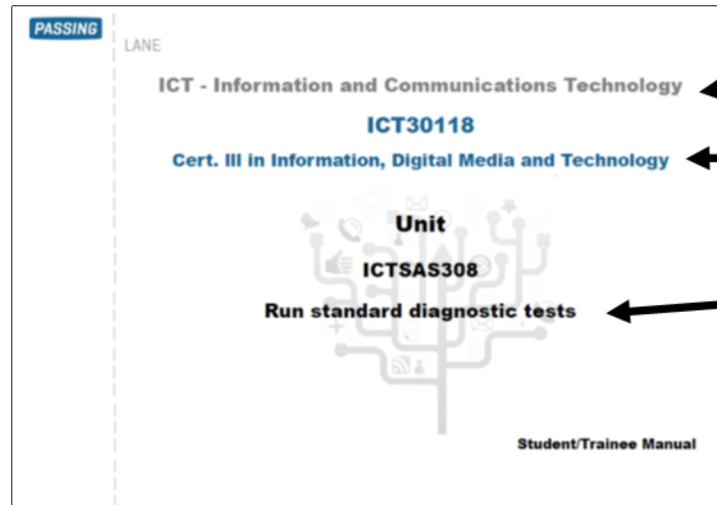 PASSING
LANE
ICT - Information and Communications Technology
ICT30118
Cert. III in Information, Digital Media and Technology
Unit
ICTSAS308
Run standard diagnostic tests
Student/Trainee Manual